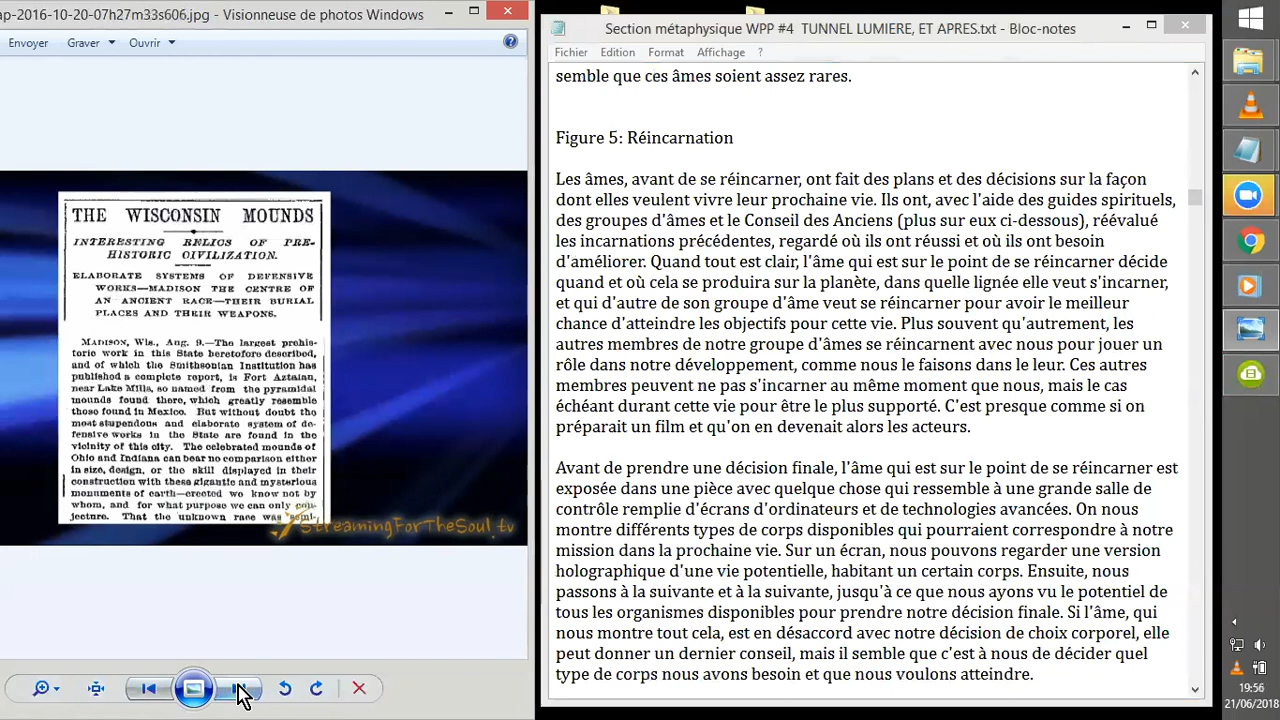 ap-2016-10-20-07h27m33s606.jpg - Visionneuse de photos Windows
Envoyer Graver Ouvrir
THE WISCONSIN MOUNDS
INTERESTING RELICS OF PRE-
HISTORIC CIVILIZATION.
ELABORATE SYSTEMS OF DEFENSIVE
WORKS—MADISON THE CENTRE OF
AN ANCIENT RACE—THEIR BURIAL
PLACES AND THEIR WEAPONS.
MADISON, Wis., Aug. 9.—The largest prehis-
toric work in this State heretofore described,
and of which the Smithsonian Institution has
published a complete report, is Fort Aztalan,
near Lake Mills, so named from the pyramidal
mounds found there, which greatly resemble
those found in Mexico. But without doubt the
most stupendous and elaborate system of de-
fensive works in the State are found in the
vicinity of this city. The celebrated mounds of
Ohio and Indiana can bear no comparison either
in size, design, or the skill displayed in their
construction with these gigantic and mysterious
monuments of earth—erected we know not by
whom, and for what purpose we can only con-
jecture. That the unknown race was semi-
StreamingForTheSoul.tv
Section métaphysique WPP #4 TUNNEL LUMIERE, ET APRES.txt - Bloc-notes
Fichier Edition Format Affichage ?
semble que ces âmes soient assez rares.
Figure 5: Réincarnation
Les âmes, avant de se réincarner, ont fait des plans et des décisions sur la façon
dont elles veulent vivre leur prochaine vie. Ils ont, avec l'aide des guides spirituels,
des groupes d'âmes et le Conseil des Anciens (plus sur eux ci-dessous), réévalué
les incarnations précédentes, regardé où ils ont réussi et où ils ont besoin
d'améliorer. Quand tout est clair, l'âme qui est sur le point de se réincarner décide
quand et où cela se produira sur la planète, dans quelle lignée elle veut s'incarner,
et qui d'autre de son groupe d'âme veut se réincarner pour avoir le meilleur
chance d'atteindre les objectifs pour cette vie. Plus souvent qu'autrement, les
autres membres de notre groupe d'âmes se réincarnent avec nous pour jouer un
rôle dans notre développement, comme nous le faisons dans le leur. Ces autres
membres peuvent ne pas s'incarner au même moment que nous, mais le cas
échéant durant cette vie pour être le plus supporté. C'est presque comme si on
préparait un film et qu'on en devenait alors les acteurs.
Avant de prendre une décision finale, l'âme qui est sur le point de se réincarner est
exposée dans une pièce avec quelque chose qui ressemble à une grande salle de
contrôle remplie d'écrans d'ordinateurs et de technologies avancées. On nous
montre différents types de corps disponibles qui pourraient correspondre à notre
mission dans la prochaine vie. Sur un écran, nous pouvons regarder une version
holographique d'une vie potentielle, habitant un certain corps. Ensuite, nous
passons à la suivante et à la suivante, jusqu'à ce que nous ayons vu le potentiel de
tous les organismes disponibles pour prendre notre décision finale. Si l'âme, qui
nous montre tout cela, est en désaccord avec notre décision de choix corporel, elle
peut donner un dernier conseil, mais il semble que c'est à nous de décider quel
type de corps nous avons besoin et que nous voulons atteindre.
19:56
21/06/2018